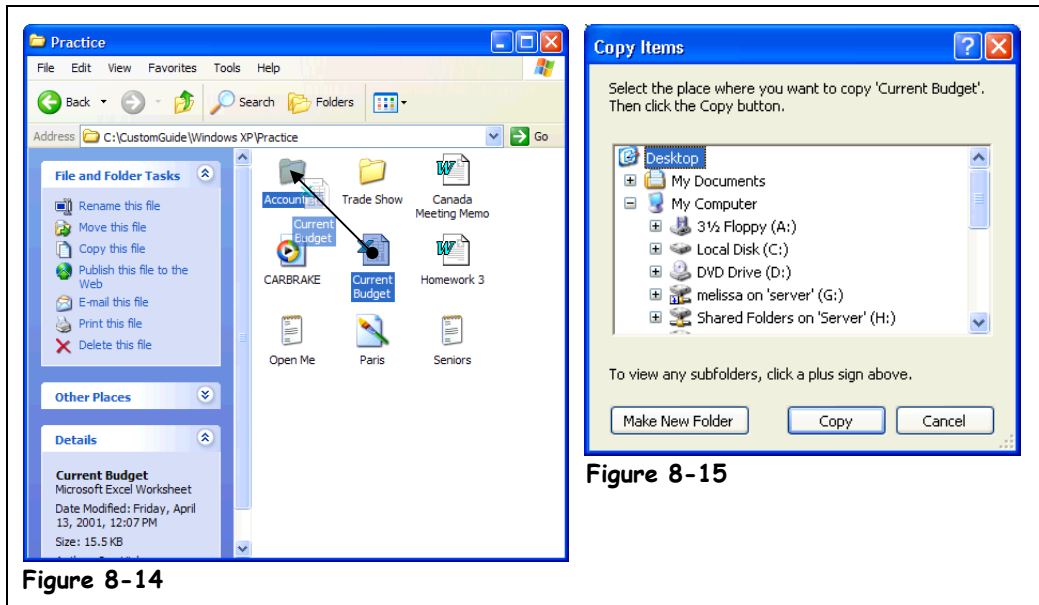 Practice
File Edit View Favorites Tools Help
Back Search Folders
Address C:\CustomGuide\Windows XP\Practice Go
File and Folder Tasks
Rename this file
Move this file
Copy this file
Publish this file to the
Web
E-mail this file
Print this file
Delete this file
Other Places
Details
Current Budget
Microsoft Excel Worksheet
Date Modified: Friday, April
13, 2001, 12:07 PM
Size: 15.5 KB
Trade Show
Canada
Meeting Memo
Current
Budget
CARBRAKE
Current
Budget
Homework 3
Open Me
Paris
Seniors
Figure 8-14
Copy Items
Select the place where you want to copy 'Current Budget'.
Then click the Copy button.
Desktop
My Documents
My Computer
3½ Floppy (A:)
Local Disk (C:)
DVD Drive (D:)
melissa on 'server' (G:)
Shared Folders on 'Server' (H:)
To view any subfolders, click a plus sign above.
Make New Folder Copy Cancel
Figure 8-15